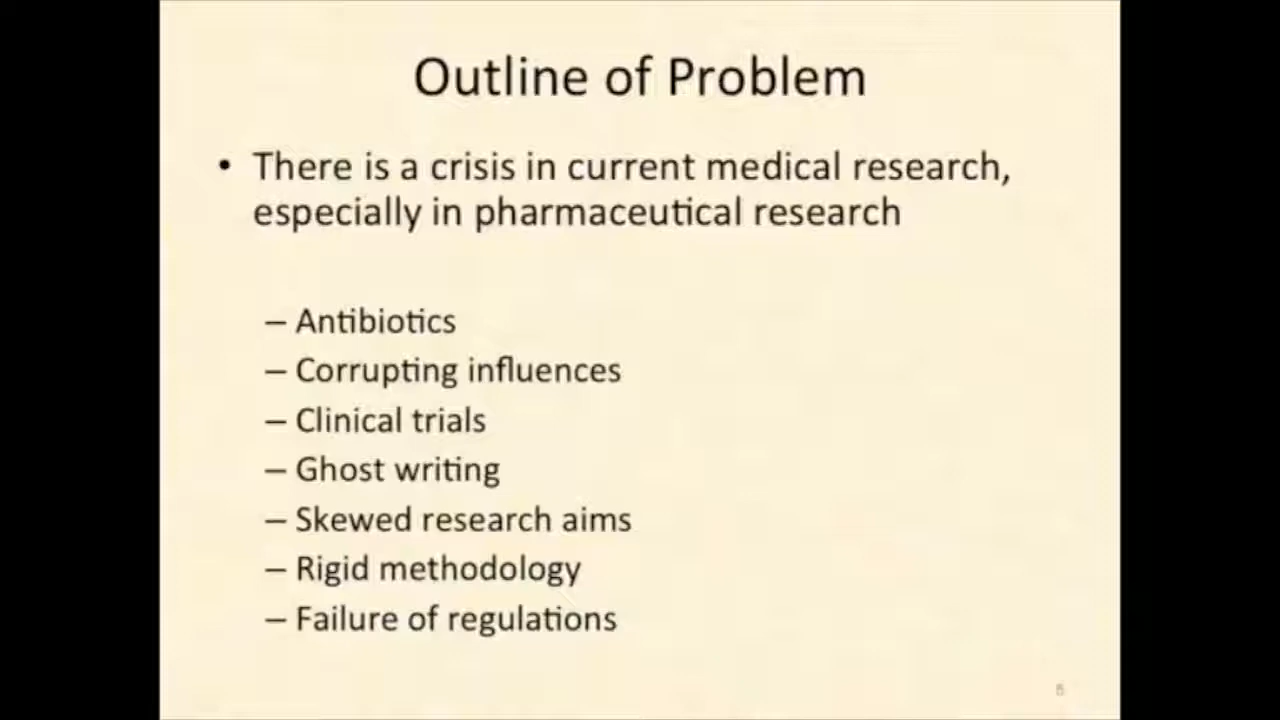 Outline of Problem
• There is a crisis in current medical research,
especially in pharmaceutical research
– Antibiotics
– Corrupting influences
– Clinical trials
– Ghost writing
– Skewed research aims
– Rigid methodology
– Failure of regulations